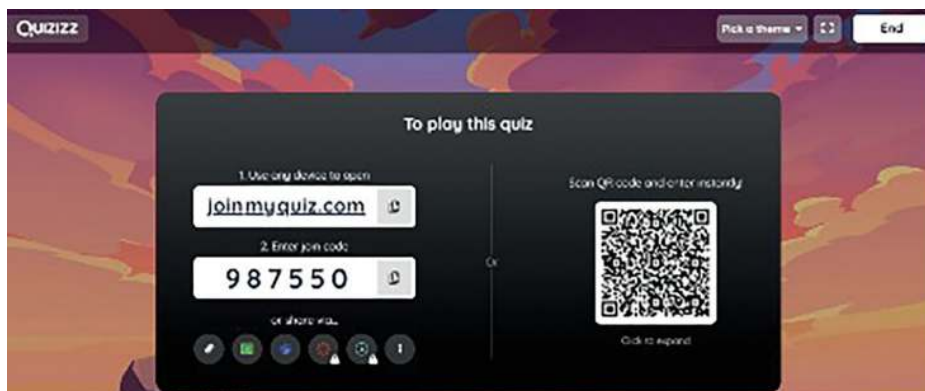 QUIZIZZ
Pick a theme
End
To play this quiz
1. Use any device to open
joinmyquiz.com
2. Enter join code
987550
or share via...
Or
Scan QR code and enter instantly!
Click to expand